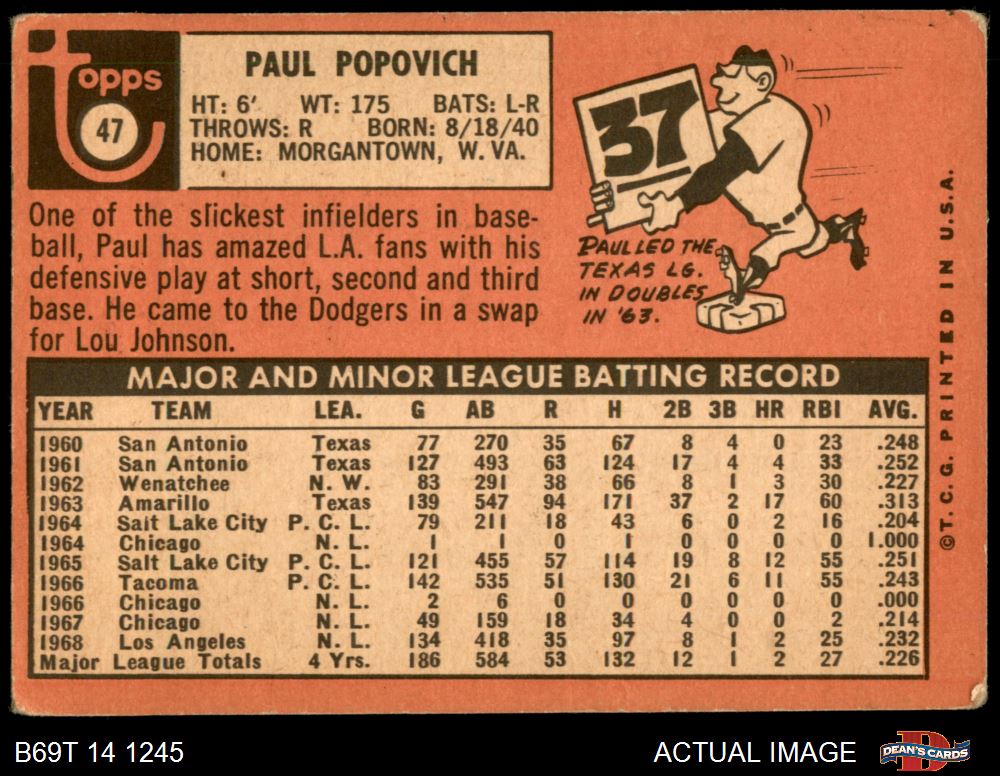 Topps
47
PAUL POPOVICH
HT: 6' WT: 175 BATS: L-R
THROWS: R BORN: 8/18/40
HOME: MORGANTOWN, W. VA.
One of the slickest infielders in base-
ball, Paul has amazed L.A. fans with his
defensive play at short, second and third
base. He came to the Dodgers in a swap
for Lou Johnson.
37
PAUL LED THE
TEXAS LG.
IN DOUBLES
IN '63.
MAJOR AND MINOR LEAGUE BATTING RECORD
YEAR TEAM LEA. G AB R H 2B 3B HR RBI AVG.
1960 San Antonio Texas 77 270 35 67 8 4 0 23 .248
1961 San Antonio Texas 127 493 63 124 17 4 4 33 .252
1962 Wenatchee N. W. 83 291 38 66 8 1 3 30 .227
1963 Amarillo Texas 139 547 94 171 37 2 17 60 .313
1964 Salt Lake City P. C. L. 79 211 18 43 6 0 2 16 .204
1964 Chicago N. L. 1 1 0 1 0 0 0 0 1.000
1965 Salt Lake City P. C. L. 121 455 57 114 19 8 12 55 .251
1966 Tacoma P. C. L. 142 535 51 130 21 6 11 55 .243
1966 Chicago N. L. 2 6 0 0 0 0 0 0 .000
1967 Chicago N. L. 49 159 18 34 4 0 0 2 .214
1968 Los Angeles N. L. 134 418 35 97 8 1 2 25 .232
Major League Totals 4 Yrs. 186 584 53 132 12 1 2 27 .226
©T. C. G. PRINTED IN U.S.A.
B69T 14 1245
ACTUAL IMAGE
D
DEAN'S CARDS